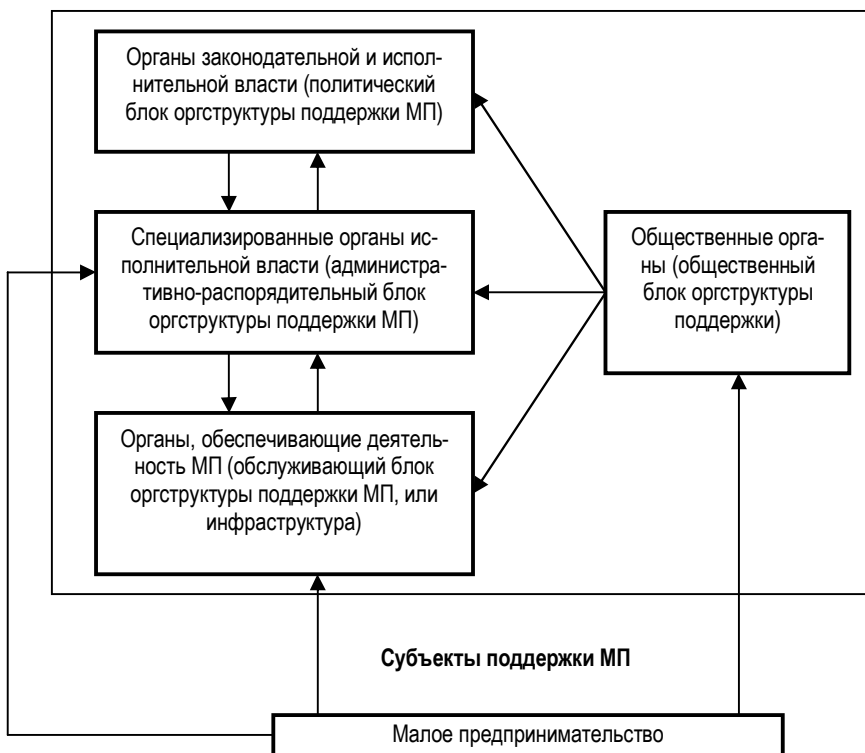 Органы законодательной и испол-
нительной власти (политический
блок оргструктуры поддержки МП)
Специализированные органы ис-
полнительной власти (администра-
тивно-распорядительный блок
оргструктуры поддержки МП)
Общественные орга-
ны (общественный
блок оргструктуры
поддержки)
Органы, обеспечивающие деятель-
ность МП (обслуживающий блок
оргструктуры поддержки МП, или
инфраструктура)
Субъекты поддержки МП
Малое предпринимательство